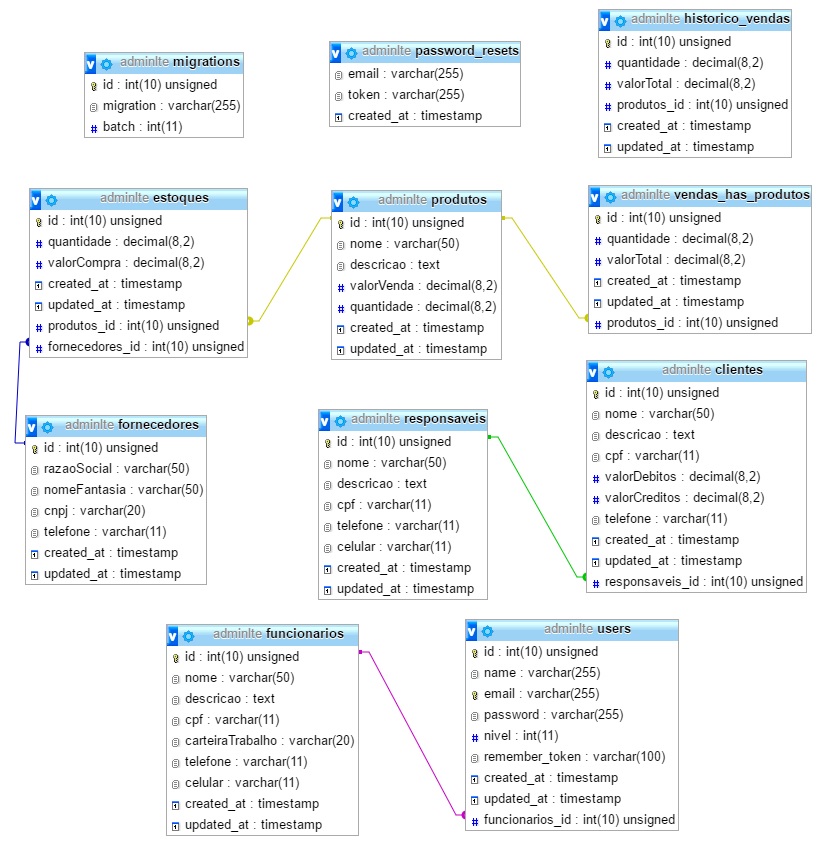 adminlte migrations
id : int(10) unsigned
migration : varchar(255)
batch : int(11)
adminlte password_resets
email : varchar(255)
token : varchar(255)
created_at : timestamp
adminlte historico_vendas
id : int(10) unsigned
quantidade : decimal(8,2)
valorTotal : decimal(8,2)
produtos_id : int(10) unsigned
created_at : timestamp
updated_at : timestamp
adminlte estoques
id : int(10) unsigned
quantidade : decimal(8,2)
valorCompra : decimal(8,2)
created_at : timestamp
updated_at : timestamp
produtos_id : int(10) unsigned
fornecedores_id : int(10) unsigned
adminlte produtos
id : int(10) unsigned
nome : varchar(50)
descricao : text
valorVenda : decimal(8,2)
quantidade : decimal(8,2)
created_at : timestamp
updated_at : timestamp
adminlte vendas_has_produtos
id : int(10) unsigned
quantidade : decimal(8,2)
valorTotal : decimal(8,2)
created_at : timestamp
updated_at : timestamp
produtos_id : int(10) unsigned
adminlte fornecedores
id : int(10) unsigned
razaoSocial : varchar(50)
nomeFantasia : varchar(50)
cnpj : varchar(20)
telefone : varchar(11)
created_at : timestamp
updated_at : timestamp
adminlte responsaveis
id : int(10) unsigned
nome : varchar(50)
descricao : text
cpf : varchar(11)
telefone : varchar(11)
celular : varchar(11)
created_at : timestamp
updated_at : timestamp
adminlte clientes
id : int(10) unsigned
nome : varchar(50)
descricao : text
cpf : varchar(11)
valorDebitos : decimal(8,2)
valorCreditos : decimal(8,2)
telefone : varchar(11)
created_at : timestamp
updated_at : timestamp
responsaveis_id : int(10) unsigned
adminlte funcionarios
id : int(10) unsigned
nome : varchar(50)
descricao : text
cpf : varchar(11)
carteiraTrabalho : varchar(20)
telefone : varchar(11)
celular : varchar(11)
created_at : timestamp
updated_at : timestamp
adminlte users
id : int(10) unsigned
name : varchar(255)
email : varchar(255)
password : varchar(255)
nivel : int(11)
remember_token : varchar(100)
created_at : timestamp
updated_at : timestamp
funcionarios_id : int(10) unsigned